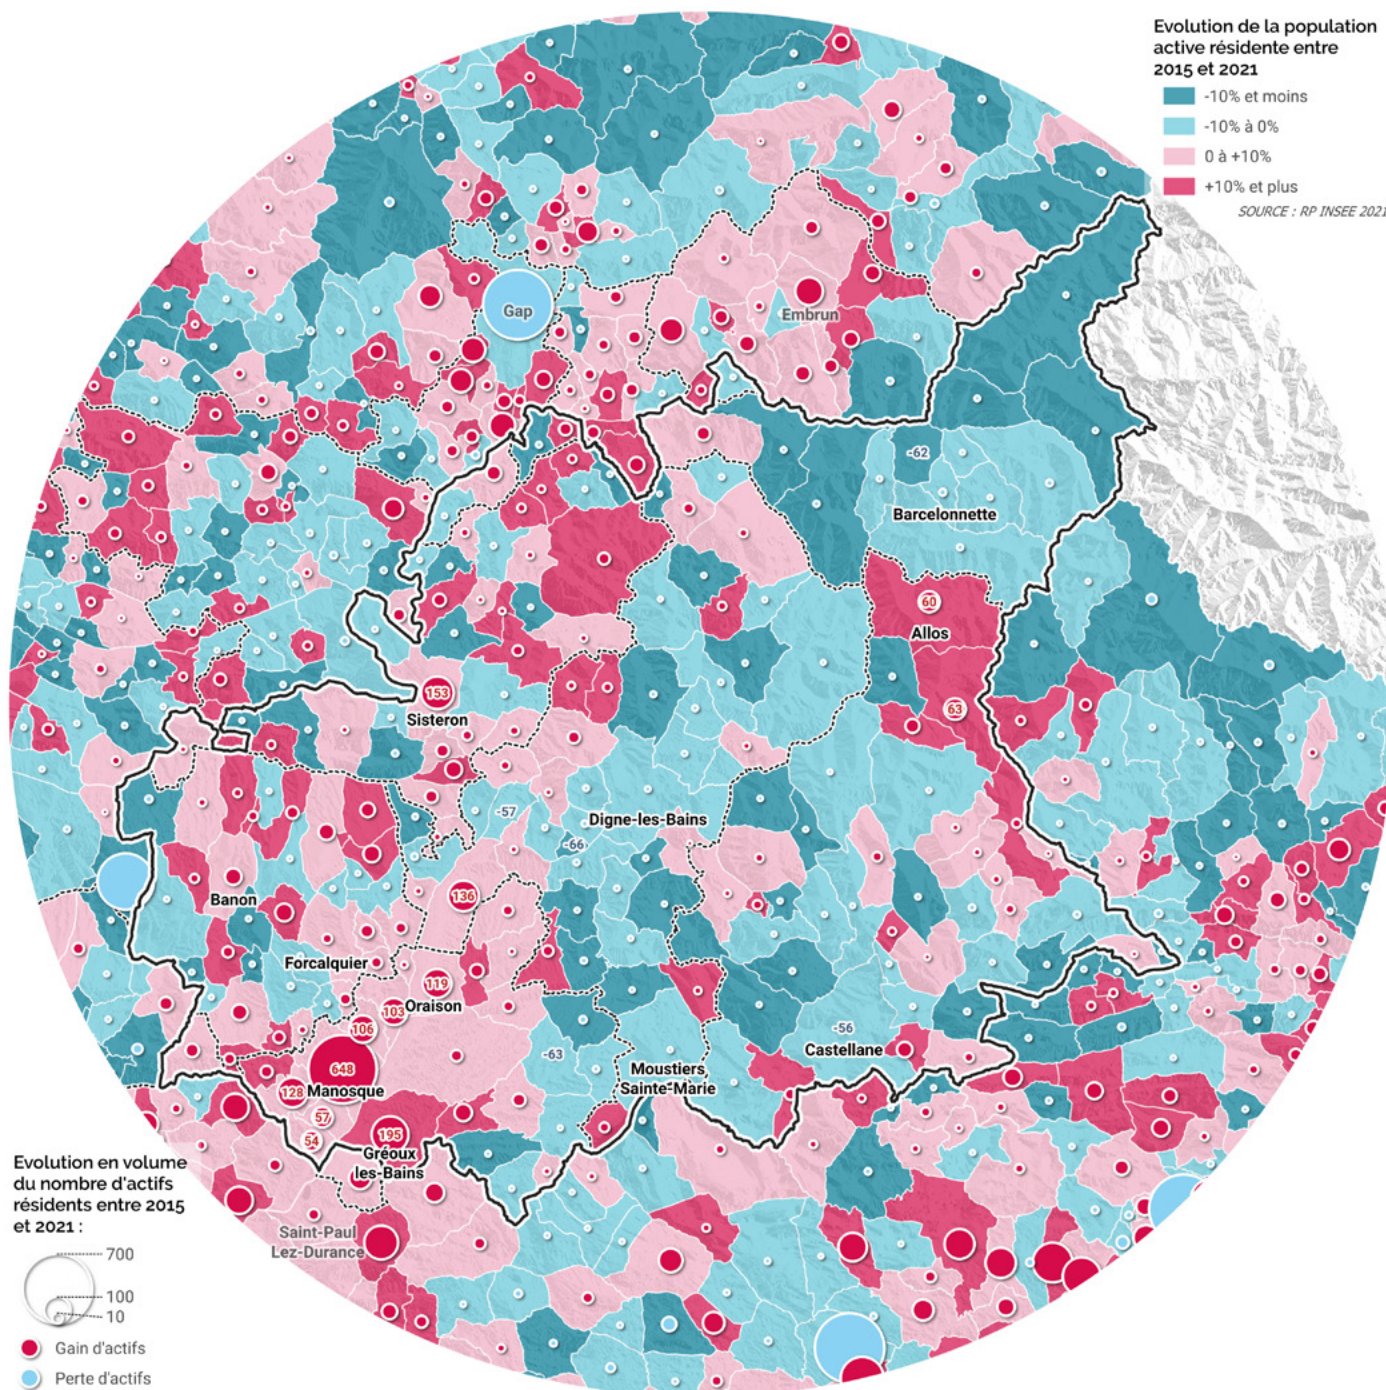 Evolution de la population
active résidente entre
2015 et 2021
-10% et moins
-10% à 0%
0 à +10%
+10% et plus
SOURCE : RP INSEE 2021
Gap
Embrun
-62
Barcelonnette
60
Allos
153
63
Sisteron
-57
Digne-les-Bains
-66
136
Banon
Forcalquier
119
Oraison
103
106
-56
Castellane
-63
648
Moustiers
Sainte-Marie
Manosque
128
57
195
54
Gréoux
les-Bains
Saint-Paul
Lez-Durance
Evolution en volume
du nombre d'actifs
résidents entre 2015
et 2021 :
700
100
10
Gain d'actifs
Perte d'actifs